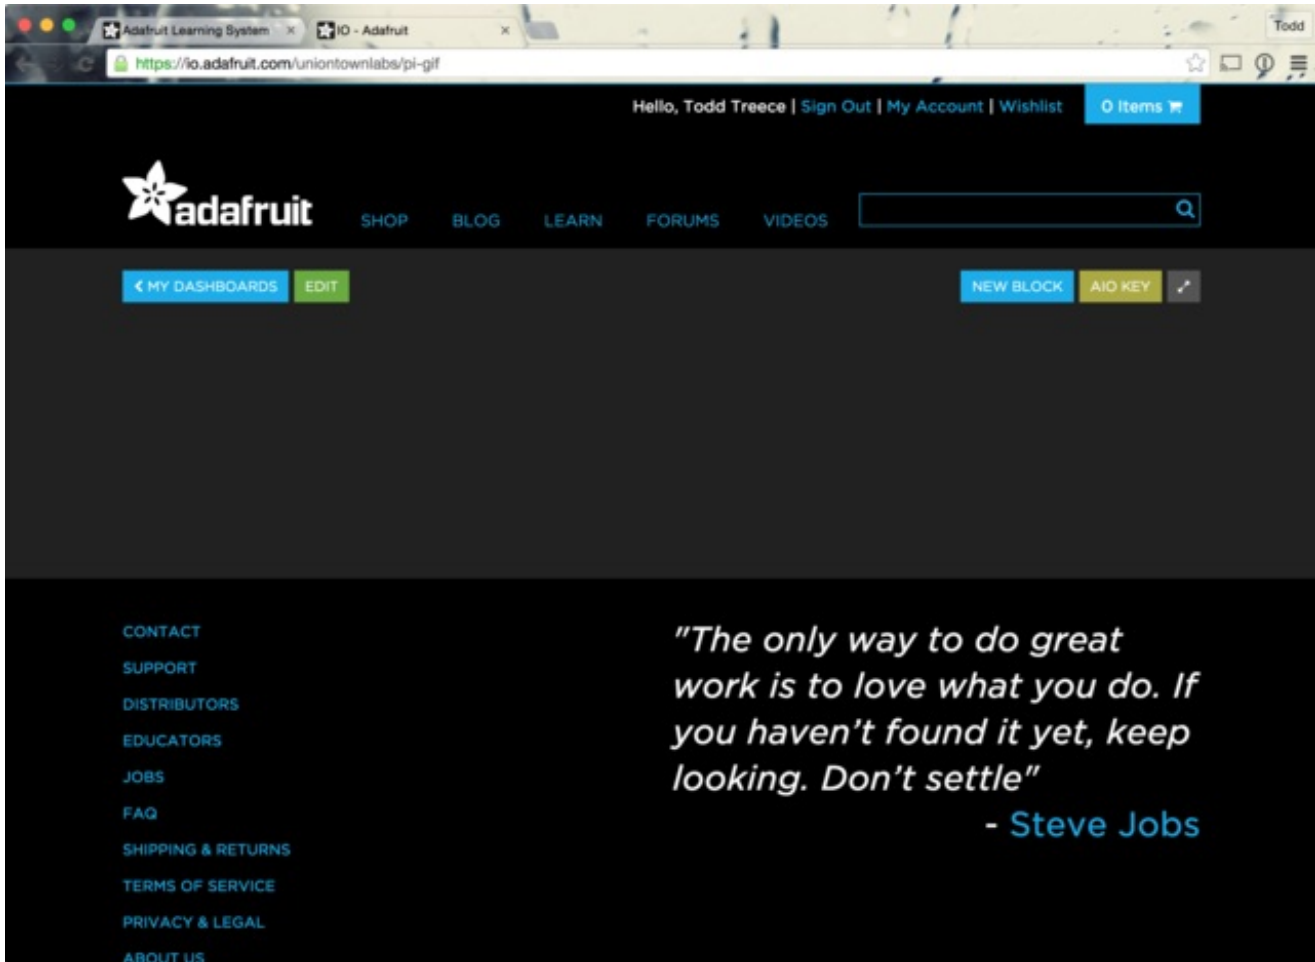 Adafruit Learning System
IO - Adafruit
Todd
https://io.adafruit.com/uniontownlabs/pi-gif
Hello, Todd Treece | Sign Out | My Account | Wishlist
0 Items
adafruit
SHOP BLOG LEARN FORUMS VIDEOS
MY DASHBOARDS EDIT NEW BLOCK AIO KEY
CONTACT
SUPPORT
DISTRIBUTORS
EDUCATORS
JOBS
FAQ
SHIPPING & RETURNS
TERMS OF SERVICE
PRIVACY & LEGAL
ABOUT US
"The only way to do great
work is to love what you do. If
you haven't found it yet, keep
looking. Don't settle"
- Steve Jobs